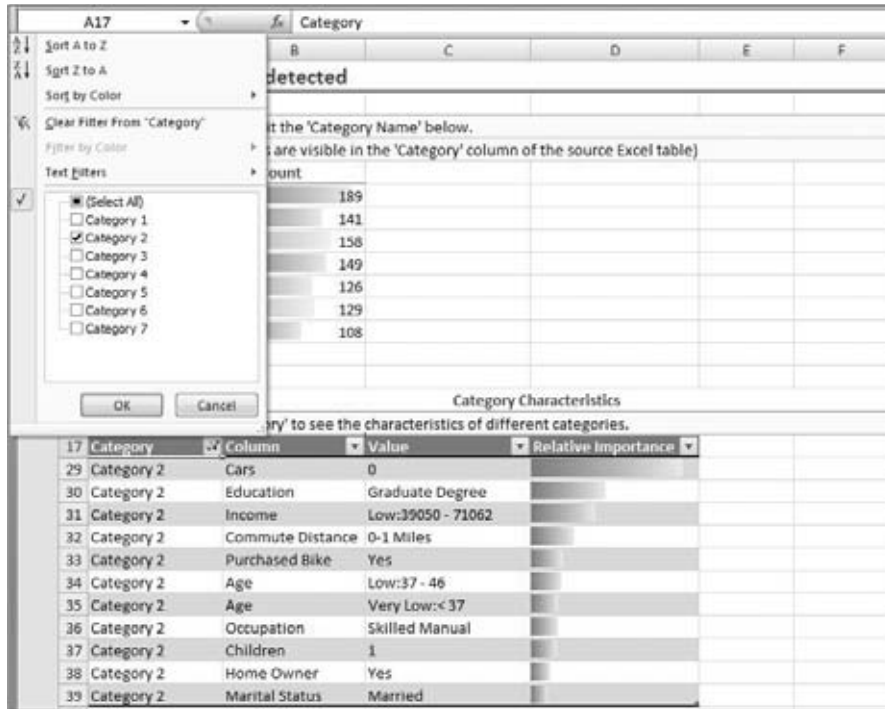 A17 fx Category
Sort A to Z
Sort Z to A
Sort by Color
Clear Filter From "Category"
Filter by Color
Text Filters
(Select All)
Category 1
Category 2
Category 3
Category 4
Category 5
Category 6
Category 7
OK Cancel
B C D E F
detected
it the 'Category Name' below.
s are visible in the 'Category' column of the source Excel table)
ount
189
141
158
149
126
129
108
Category Characteristics
ory' to see the characteristics of different categories.
17 Category Column Value Relative Importance
29 Category 2 Cars 0
30 Category 2 Education Graduate Degree
31 Category 2 Income Low:39050 - 71062
32 Category 2 Commute Distance 0-1 Miles
33 Category 2 Purchased Bike Yes
34 Category 2 Age Low:37 - 46
35 Category 2 Age Very Low:< 37
36 Category 2 Occupation Skilled Manual
37 Category 2 Children 1
38 Category 2 Home Owner Yes
39 Category 2 Marital Status Married